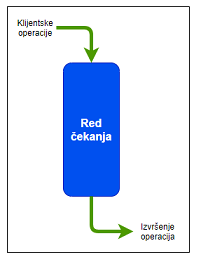 Klijentske
operacije
Red
čekanja
Izvršenje
operacija